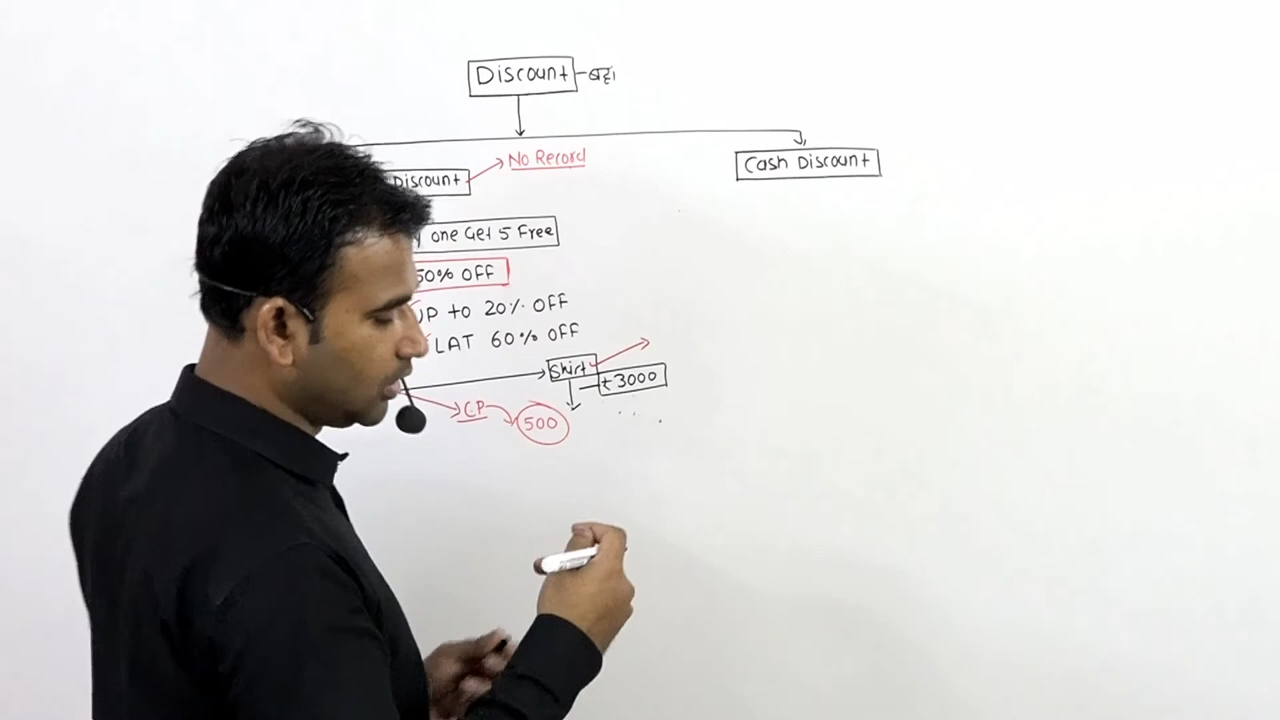 Discount - बट्टा
No Record
Discount
Cash Discount
one Get 5 Free
50% OFF
UP to 20% OFF
LAT 60% OFF
Shirt
₹3000
CP
500